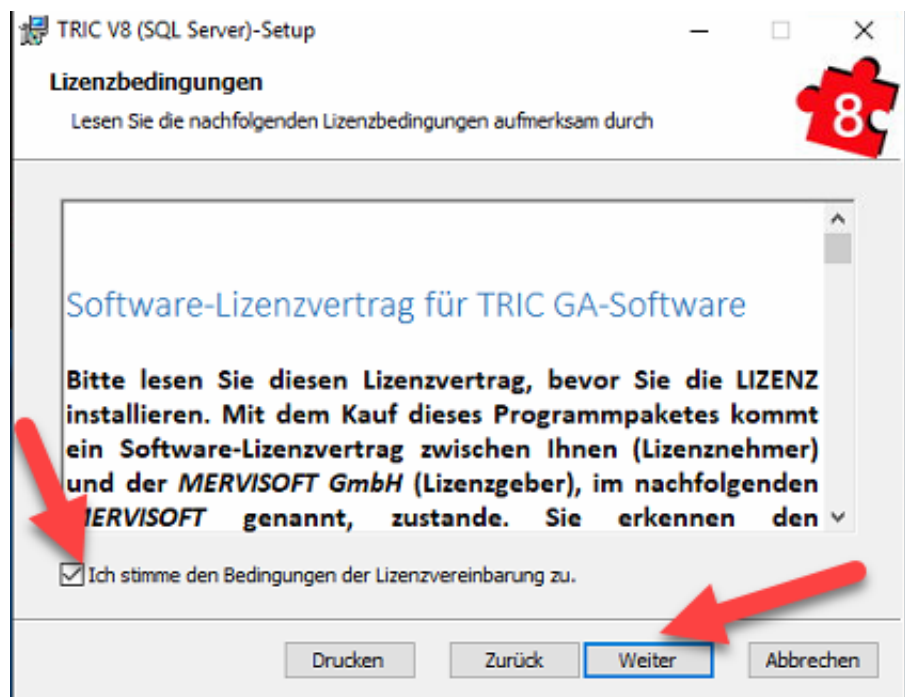 TRIC V8 (SQL Server)-Setup
Lizenzbedingungen
Lesen Sie die nachfolgenden Lizenzbedingungen aufmerksam durch
8
Software-Lizenzvertrag für TRIC GA-Software
Bitte lesen Sie diesen Lizenzvertrag, bevor Sie die LIZENZ
installieren. Mit dem Kauf dieses Programmpaketes kommt
ein Software-Lizenzvertrag zwischen Ihnen (Lizenznehmer)
und der MERVISOFT GmbH (Lizenzgeber), im nachfolgenden
MERVISOFT genannt, zustande. Sie erkennen den
Ich stimme den Bedingungen der Lizenzvereinbarung zu.
Drucken Zurück Weiter Abbrechen